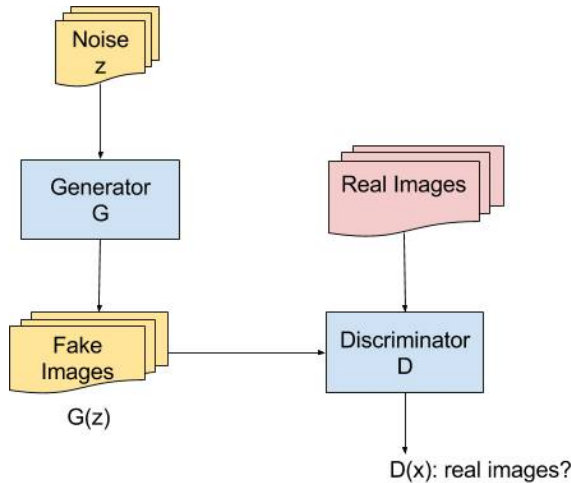 Noise
z
Generator
G
Real Images
Fake
Images
G(z)
Discriminator
D
D(x): real images?